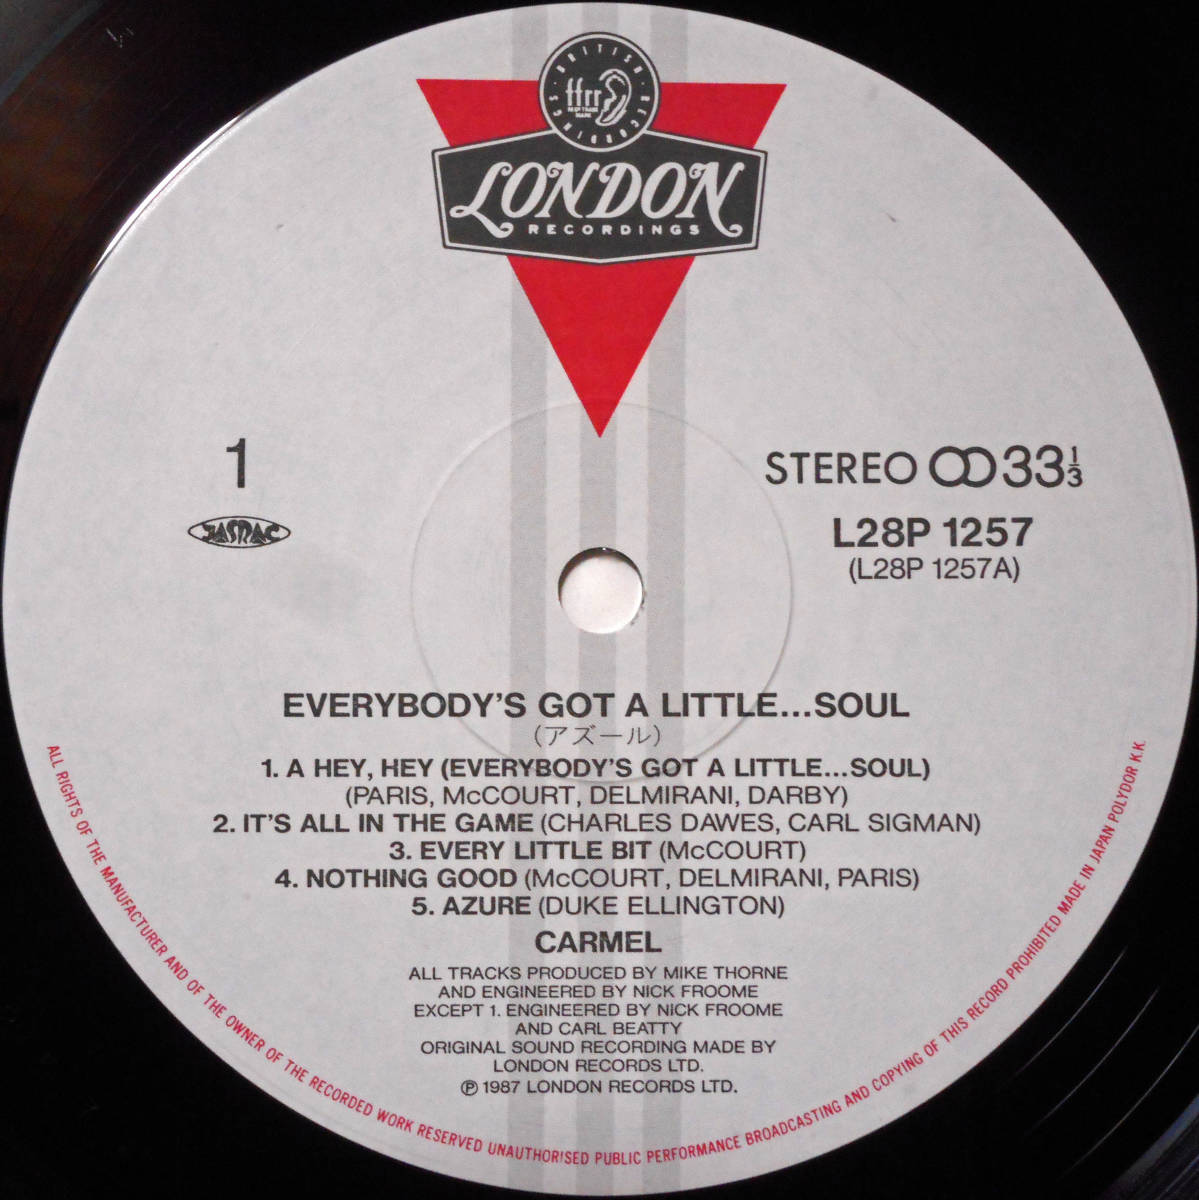 BRITISH RECORDINGS
ffrr
LONDON
RECORDINGS
1
JASRAC
STEREO 33 1/3
L28P 1257
(L28P 1257A)
EVERYBODY'S GOT A LITTLE...SOUL
(アズール)
1. A HEY, HEY (EVERYBODY'S GOT A LITTLE...SOUL)
(PARIS, McCOURT, DELMIRANI, DARBY)
2. IT'S ALL IN THE GAME (CHARLES DAWES, CARL SIGMAN)
3. EVERY LITTLE BIT (McCOURT)
4. NOTHING GOOD (McCOURT, DELMIRANI, PARIS)
5. AZURE (DUKE ELLINGTON)
CARMEL
ALL TRACKS PRODUCED BY MIKE THORNE
AND ENGINEERED BY NICK FROOME
EXCEPT 1. ENGINEERED BY NICK FROOME
AND CARL BEATTY
ORIGINAL SOUND RECORDING MADE BY
LONDON RECORDS LTD.
℗ 1987 LONDON RECORDS LTD.
ALL RIGHTS OF THE MANUFACTURER AND OF THE OWNER OF THE RECORDED WORK RESERVED UNAUTHORISED PUBLIC PERFORMANCE BROADCASTING AND COPYING OF THIS RECORD PROHIBITED MADE IN JAPAN POLYDOR K.K.